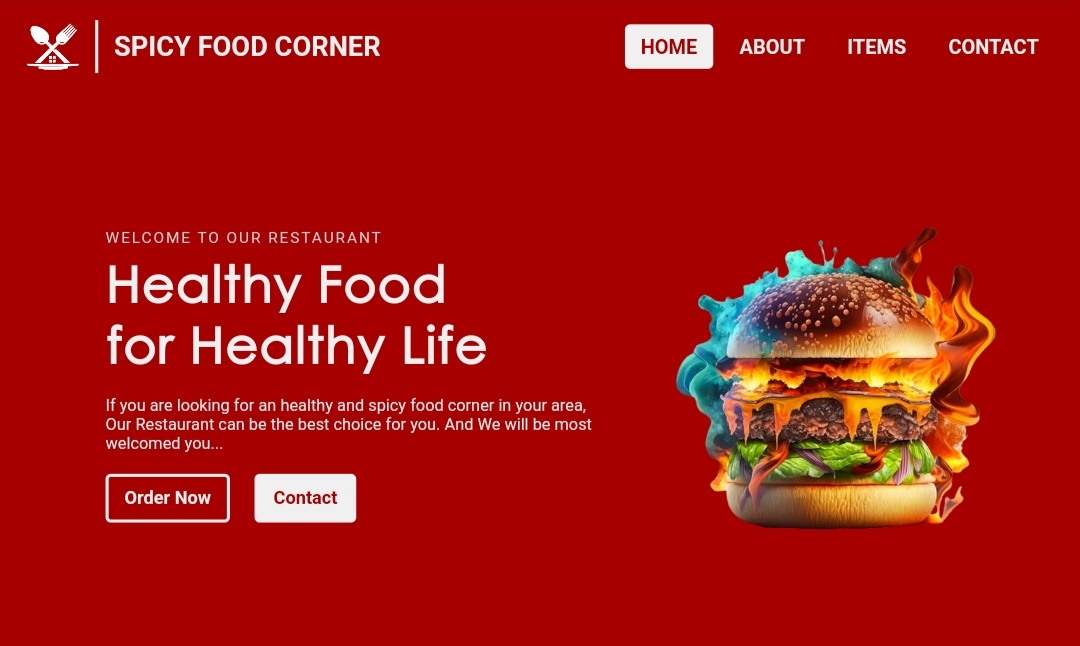 SPICY FOOD CORNER
HOME ABOUT ITEMS CONTACT
WELCOME TO OUR RESTAURANT
Healthy Food
for Healthy Life
If you are looking for an healthy and spicy food corner in your area,
Our Restaurant can be the best choice for you. And We will be most
welcomed you...
Order Now Contact